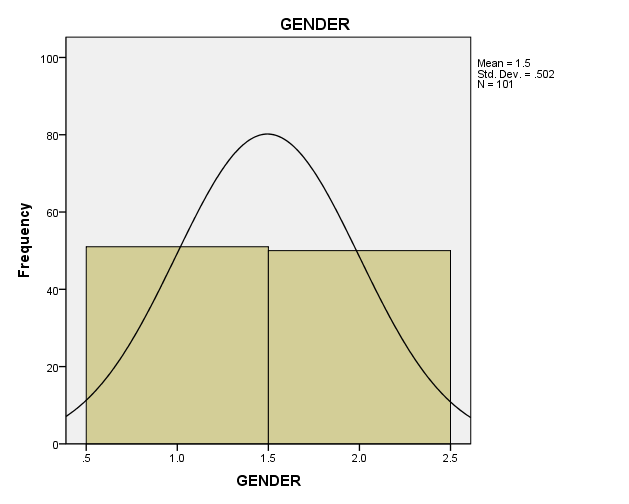 GENDER
Mean = 1.5
Std. Dev. = .502
N = 101
Frequency
100
80
60
40
20
0
.5 1.0 1.5 2.0 2.5
GENDER